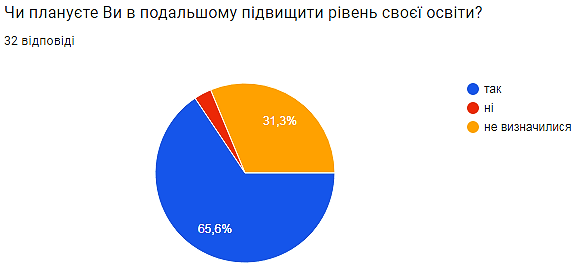 Чи плануєте Ви в подальшому підвищити рівень своєї освіти?
32 відповіді
так
ні
не визначилися
31,3%
65,6%